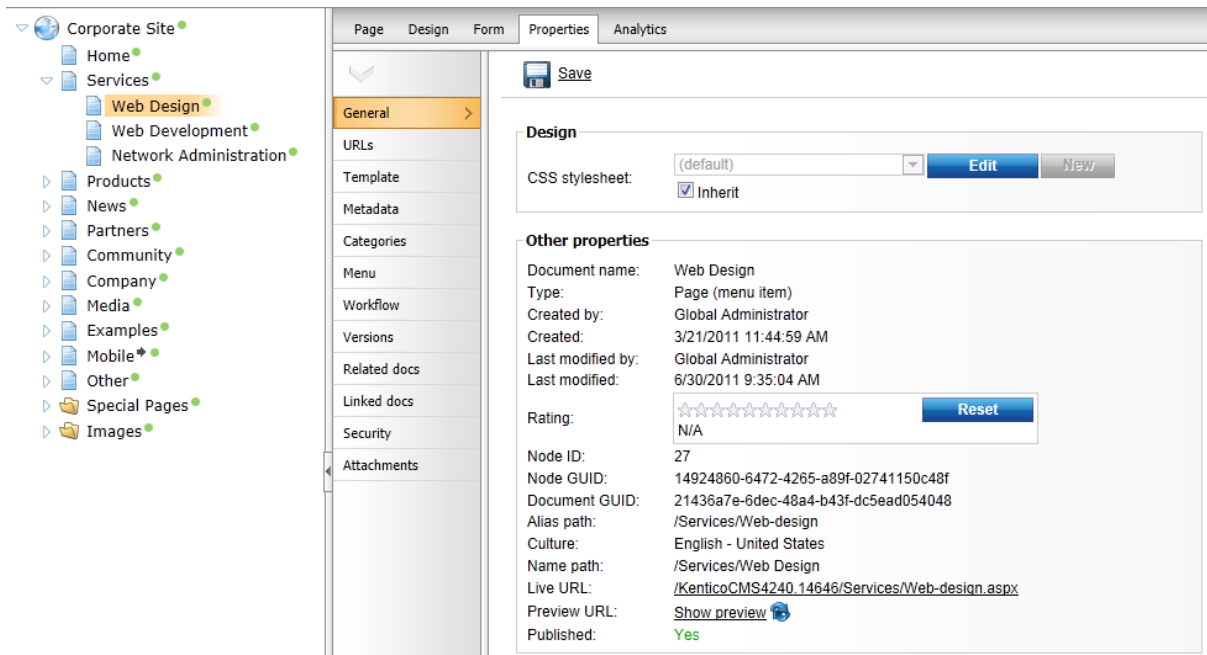 Corporate Site
Home
Services
Web Design
Web Development
Network Administration
Products
News
Partners
Community
Company
Media
Examples
Mobile
Other
Special Pages
Images
Page Design Form Properties Analytics
General
URLs
Template
Metadata
Categories
Menu
Workflow
Versions
Related docs
Linked docs
Security
Attachments
Save
Design
CSS stylesheet: (default) Edit New
Inherit
Other properties
Document name: Web Design
Type: Page (menu item)
Created by: Global Administrator
Created: 3/21/2011 11:44:59 AM
Last modified by: Global Administrator
Last modified: 6/30/2011 9:35:04 AM
Rating: Reset
N/A
Node ID: 27
Node GUID: 14924860-6472-4265-a89f-02741150c48f
Document GUID: 21436a7e-6dec-48a4-b43f-dc5ead054048
Alias path: /Services/Web-design
Culture: English - United States
Name path: /Services/Web Design
Live URL: /KenticoCMS4240.14646/Services/Web-design.aspx
Preview URL: Show preview
Published: Yes